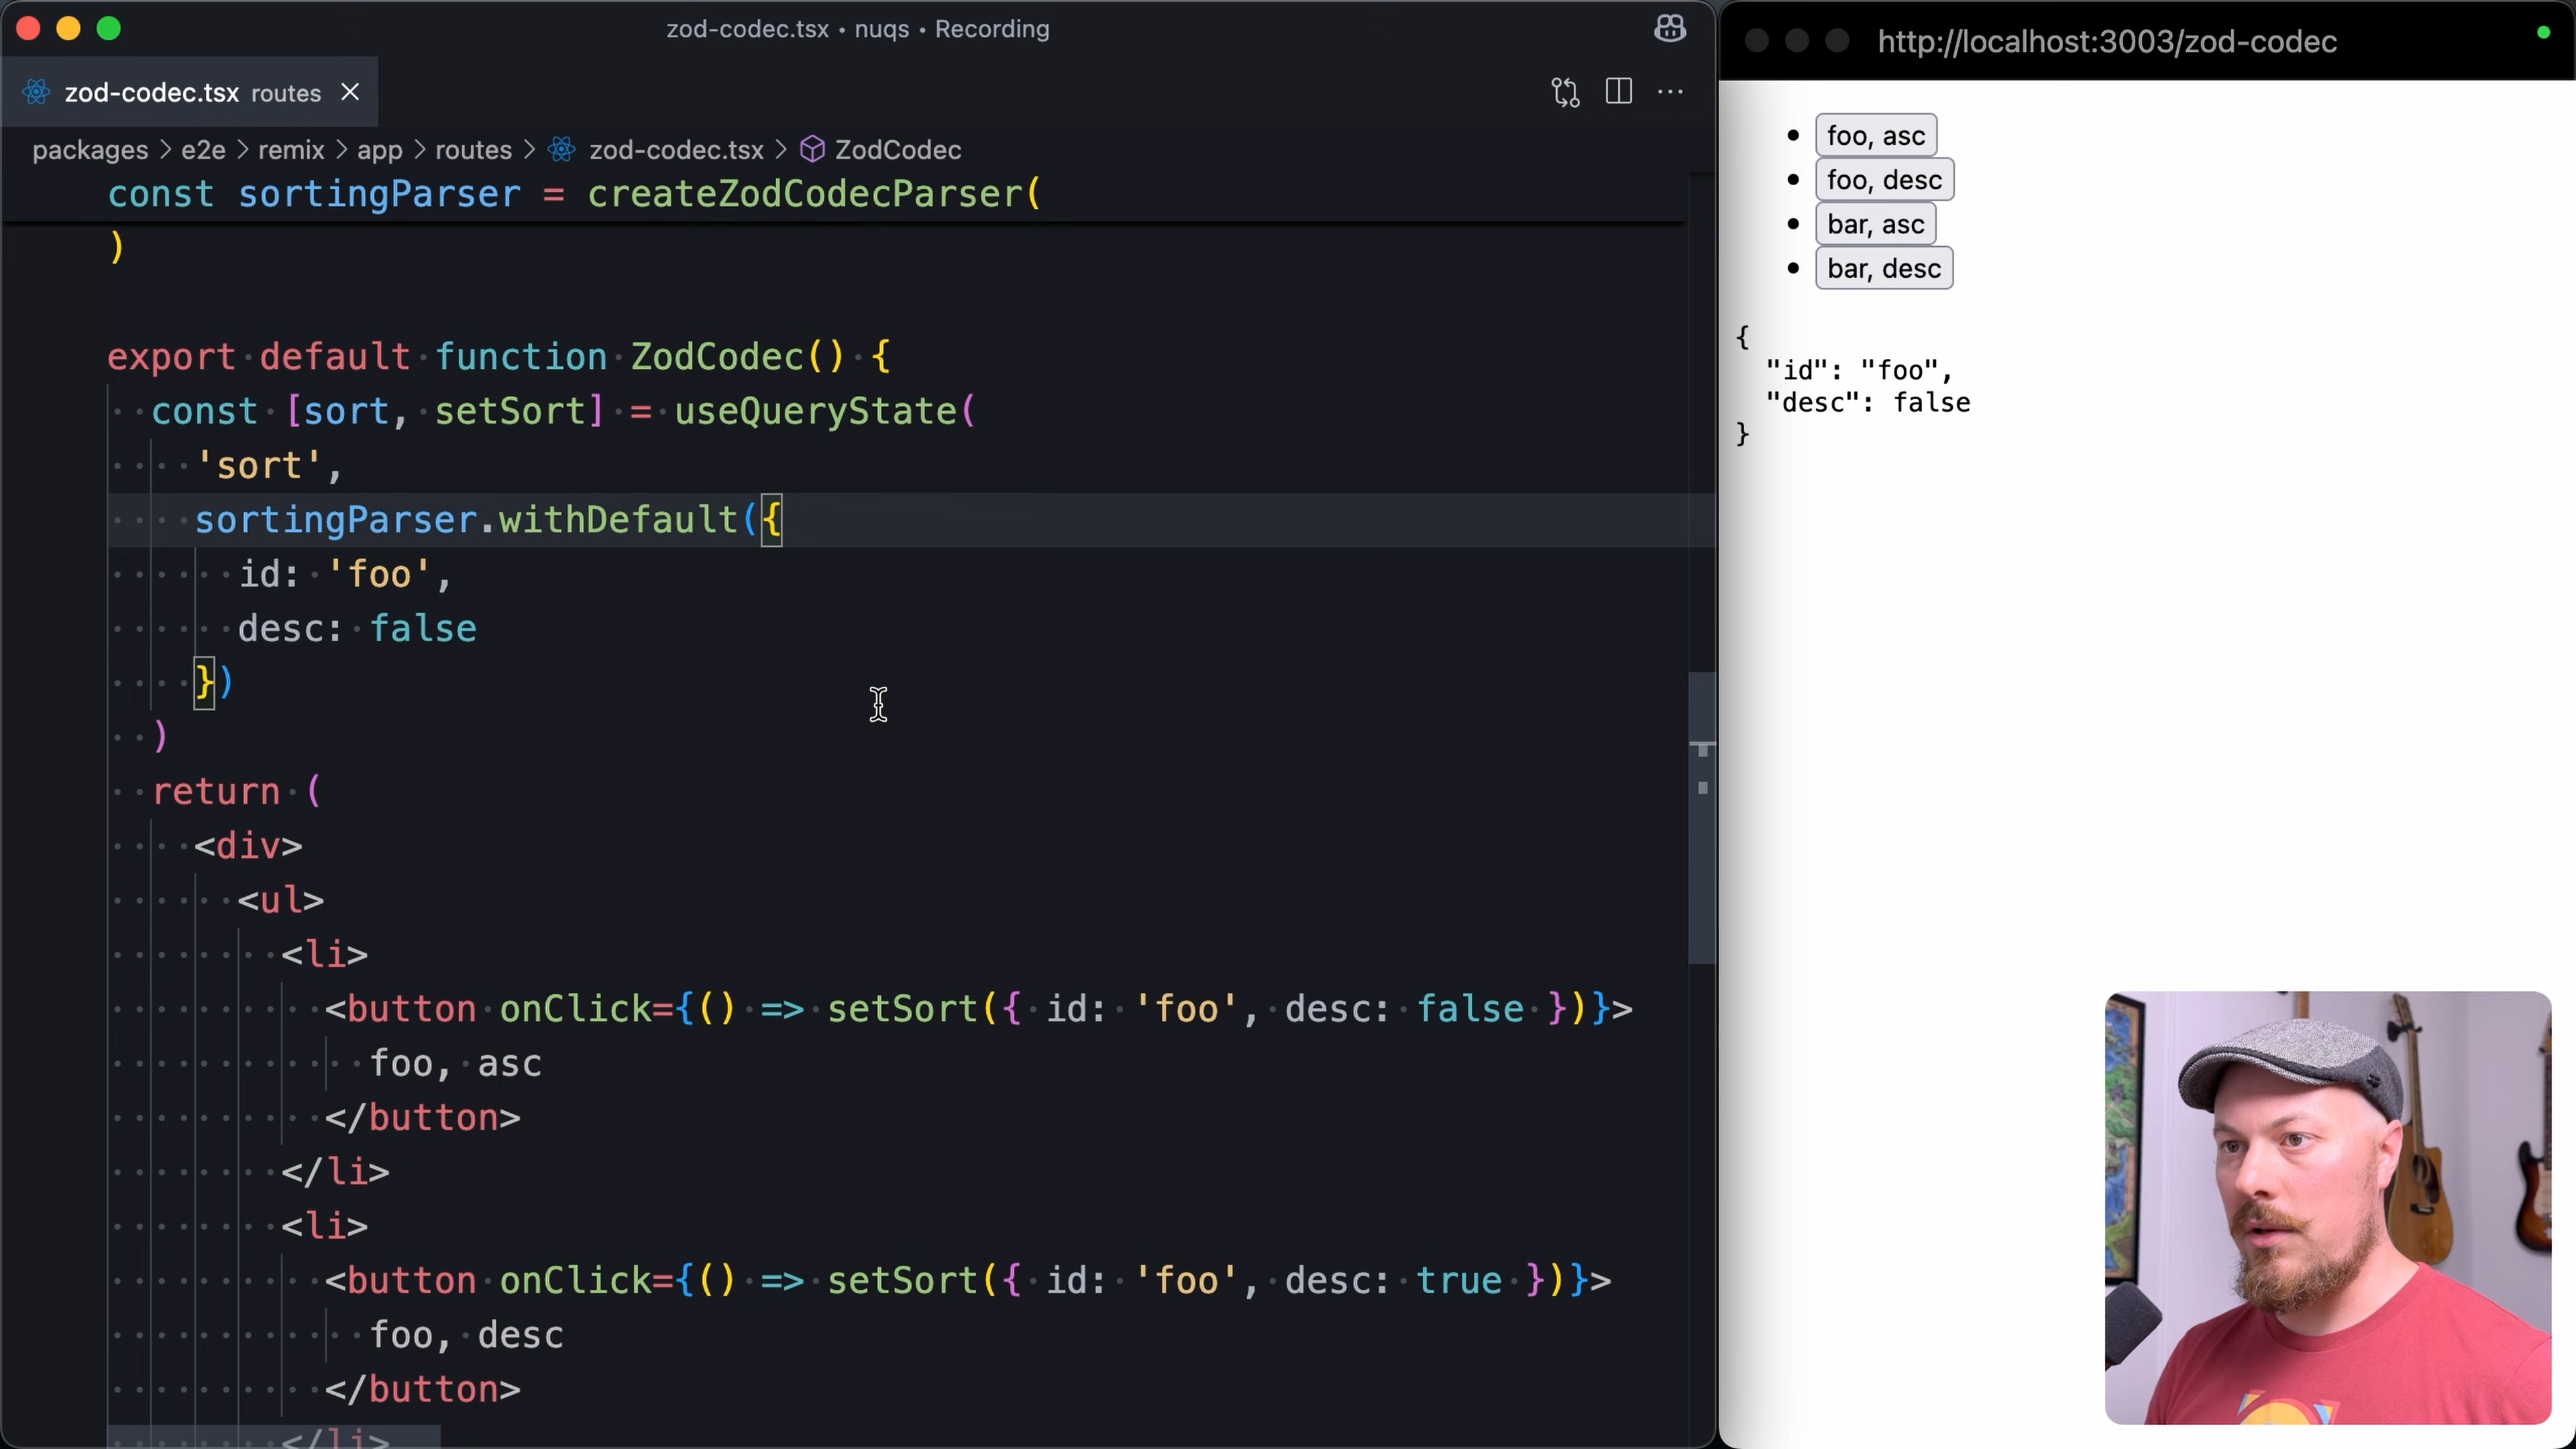 zod-codec.tsx • nuqs • Recording
zod-codec.tsx routes
packages > e2e > remix > app > routes > zod-codec.tsx > ZodCodec
const sortingParser = createZodCodecParser(
)
export default function ZodCodec() {
const [sort, setSort] = useQueryState(
'sort',
sortingParser.withDefault({
id: 'foo',
desc: false
})
)
return (
<div>
<ul>
<li>
<button onClick={() => setSort({ id: 'foo', desc: false })}>
foo, asc
</button>
</li>
<li>
<button onClick={() => setSort({ id: 'foo', desc: true })}>
foo, desc
</button>
</li>
http://localhost:3003/zod-codec
foo, asc
foo, desc
bar, asc
bar, desc
{
"id": "foo",
"desc": false
}